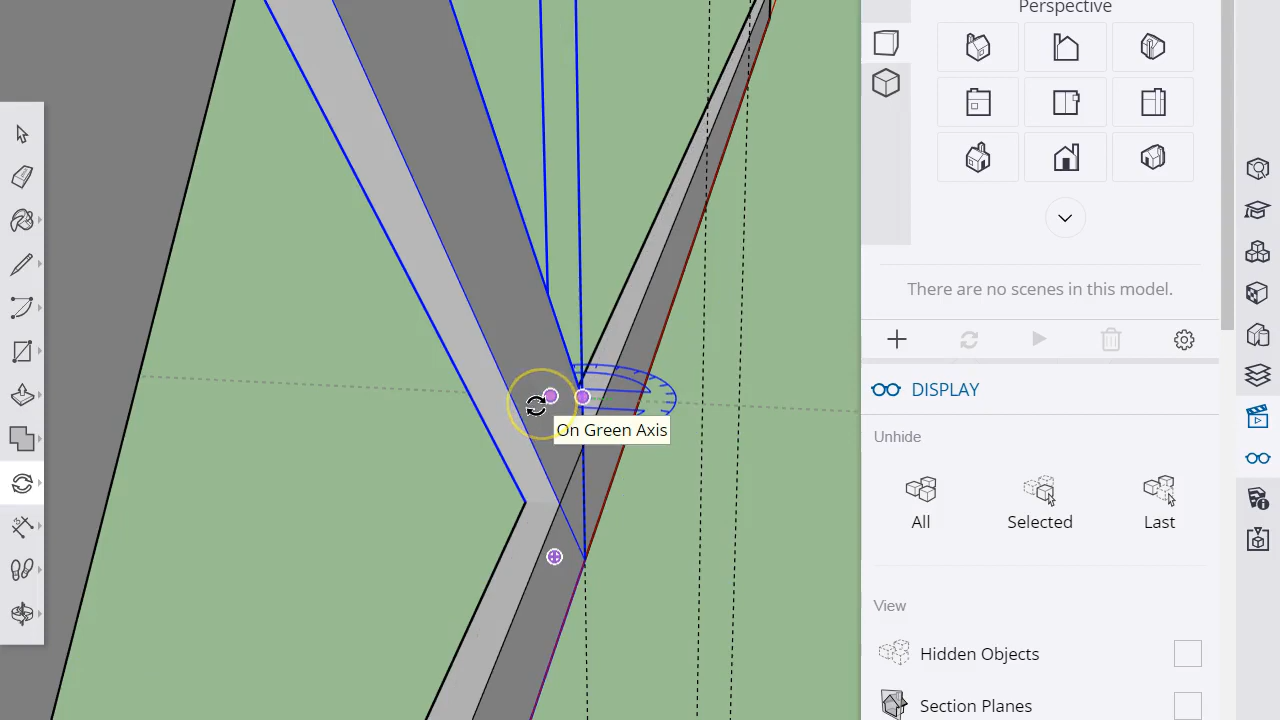 Perspective
There are no scenes in this model.
DISPLAY
Unhide
All
Selected
Last
On Green Axis
View
Hidden Objects
Section Planes